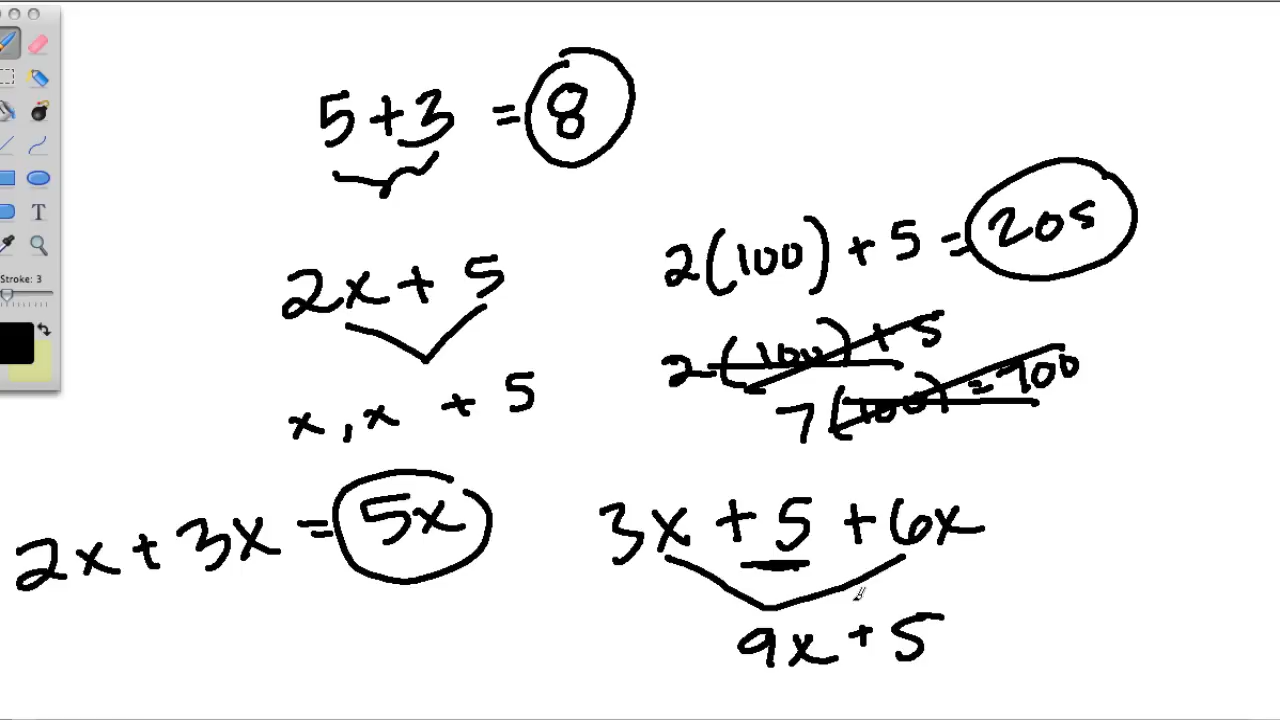 5+3 = 8
2x + 5
x, x + 5
2x + 3x = 5x
2(100) + 5 = 205
2(100) + 5
7(100) = 700
3x + 5 + 6x
9x + 5
T
Stroke: 3